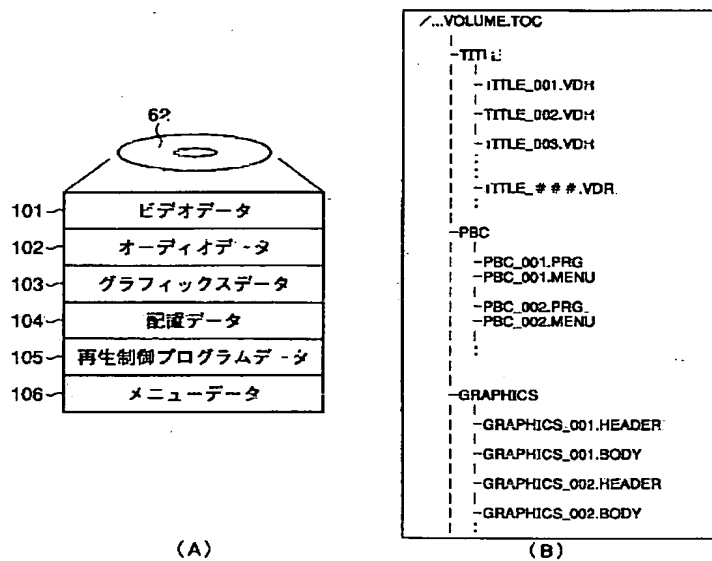 62
101
ビデオデータ
102
オーディオデータ
103
グラフィックスデータ
104
配置データ
105
再生制御プログラムデータ
106
メニューデータ
(A)
/...VOLUME.TOC
TITLE
TITLE_001.VDR
TITLE_002.VDR
TITLE_003.VDR
TITLE_###.VDR
PBC
PBC_001.PRG
PBC_001.MENU
PBC_002.PRG
PBC_002.MENU
GRAPHICS
GRAPHICS_001.HEADER
GRAPHICS_001.BODY
GRAPHICS_002.HEADER
GRAPHICS_002.BODY
(B)